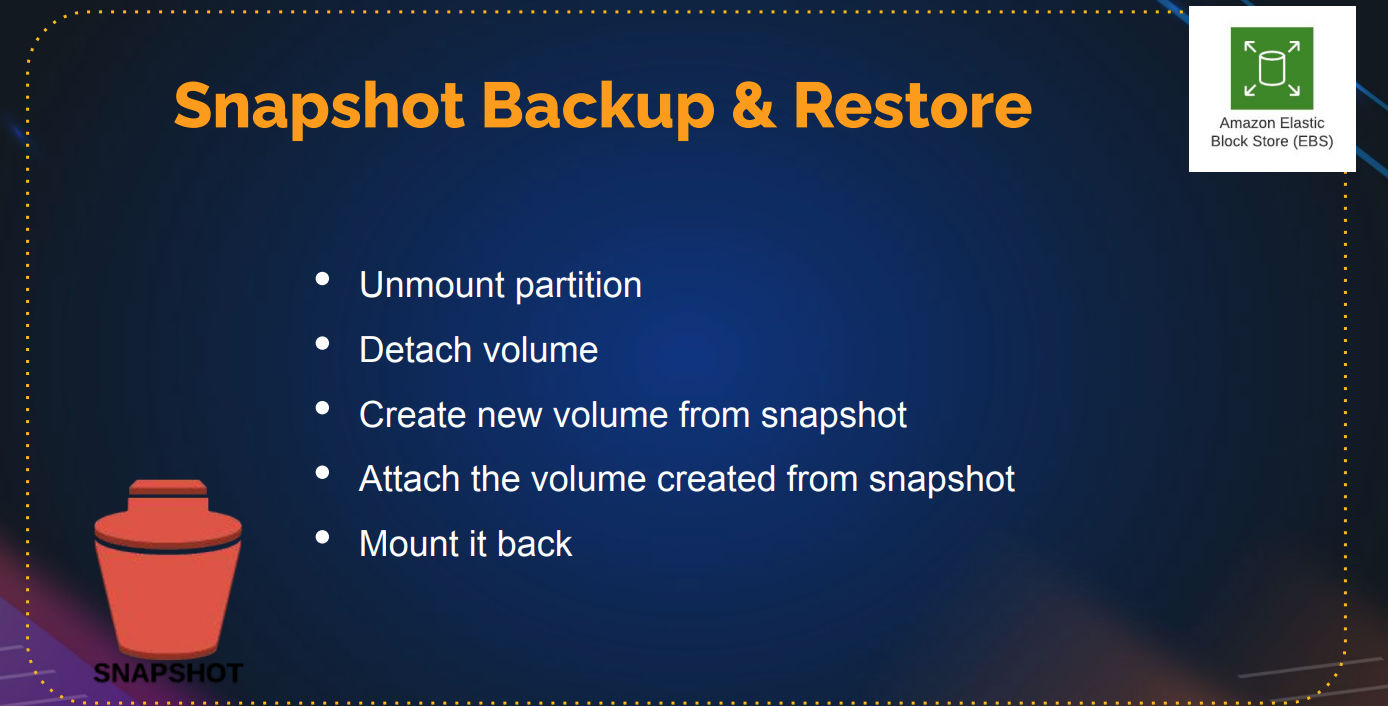 Snapshot Backup & Restore
Amazon Elastic
Block Store (EBS)
• Unmount partition
• Detach volume
• Create new volume from snapshot
• Attach the volume created from snapshot
• Mount it back
SNAPSHOT